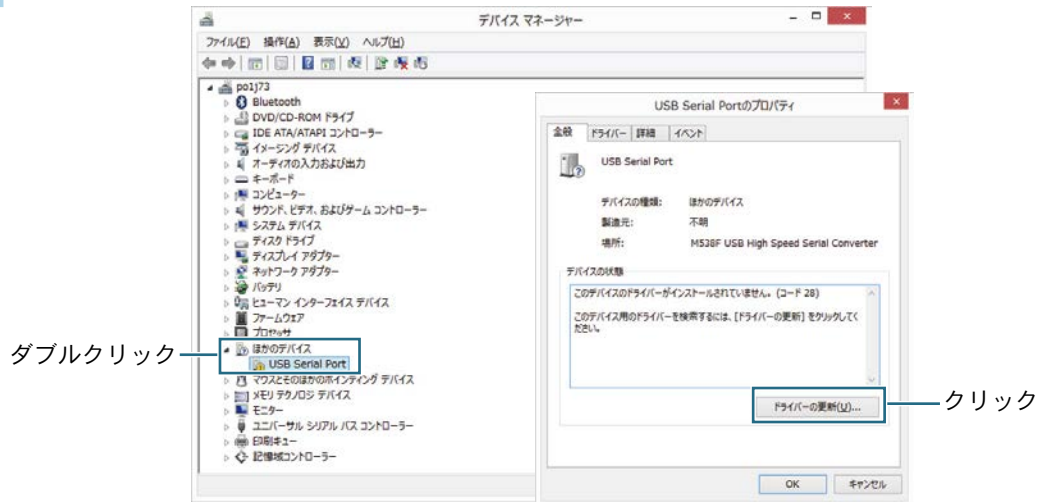 デバイス マネージャー
ファイル(F) 操作(A) 表示(V) ヘルプ(H)
po1j73
Bluetooth
DVD/CD-ROM ドライブ
IDE ATA/ATAPI コントローラー
イメージング デバイス
オーディオの入力および出力
キーボード
コンピューター
サウンド、ビデオ、およびゲーム コントローラー
システム デバイス
ディスク ドライブ
ディスプレイ アダプター
ネットワーク アダプター
バッテリ
ヒューマン インターフェイス デバイス
ファームウェア
プロセッサ
ほかのデバイス
USB Serial Port
マウスとそのほかのポインティング デバイス
メモリ テクノロジ デバイス
モニター
ユニバーサル シリアル バス コントローラー
印刷キュー
記憶域コントローラー
ダブルクリック
USB Serial Portのプロパティ
全般 ドライバー 詳細 イベント
USB Serial Port
デバイスの種類: ほかのデバイス
製造元: 不明
場所: M538F USB High Speed Serial Converter
デバイスの状態
このデバイスのドライバーがインストールされていません。 (コード 28)
このデバイス用のドライバーを検索するには、[ドライバーの更新] をクリックしてく
ださい。
ドライバーの更新(U)...
クリック
OK キャンセル